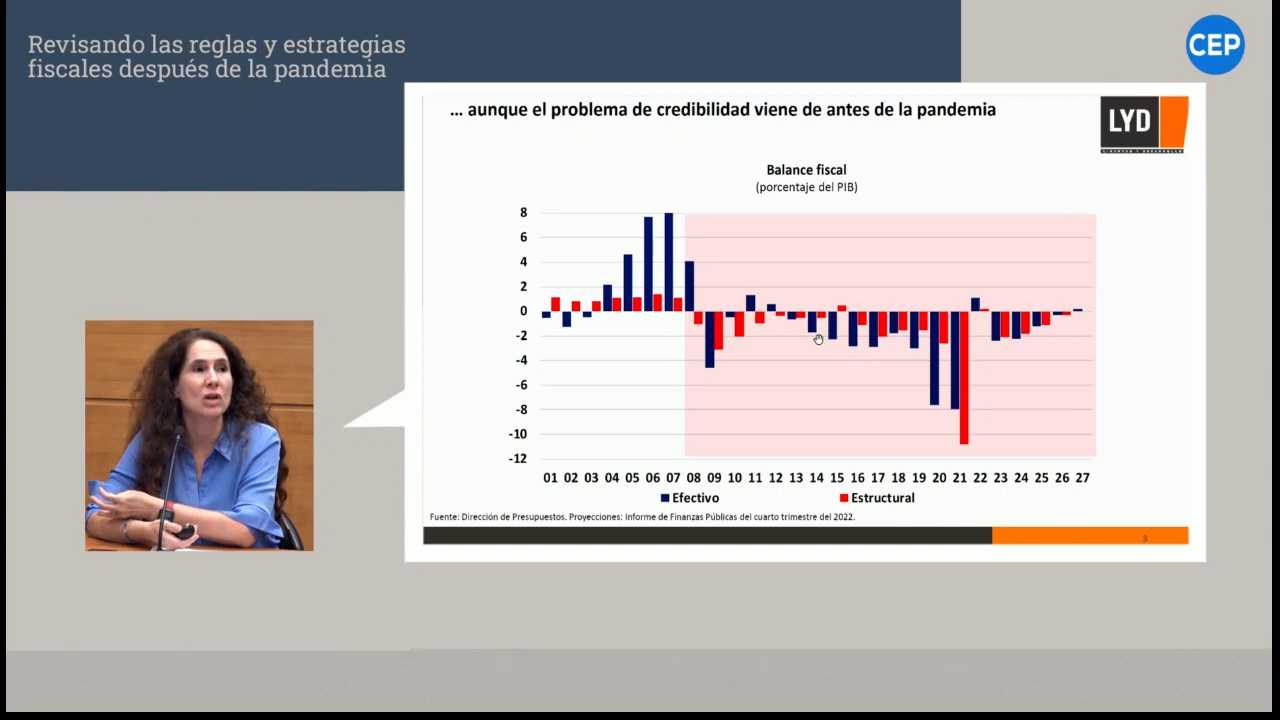 Revisando las reglas y estrategias
fiscales después de la pandemia
CEP
... aunque el problema de credibilidad viene de antes de la pandemia
LYD
LIBERTAD Y DESARROLLO
Balance fiscal
(porcentaje del PIB)
8
6
4
2
0
-2
-4
-6
-8
-10
-12
01 02 03 04 05 06 07 08 09 10 11 12 13 14 15 16 17 18 19 20 21 22 23 24 25 26 27
Efectivo Estructural
Fuente: Dirección de Presupuestos. Proyecciones: Informe de Finanzas Públicas del cuarto trimestre del 2022.
3